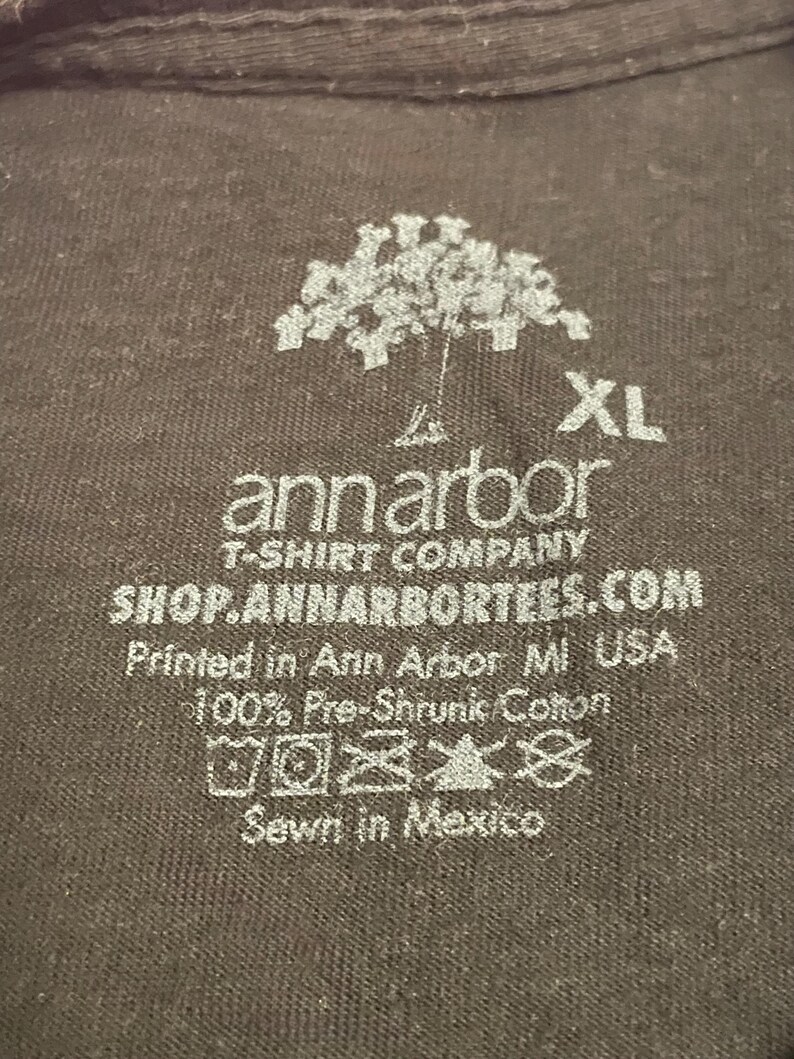 XL
ann arbor
T-SHIRT COMPANY
SHOP.ANNARBORTEES.COM
Printed in Ann Arbor MI USA
100% Pre-Shrunk Cotton
Sewn in Mexico